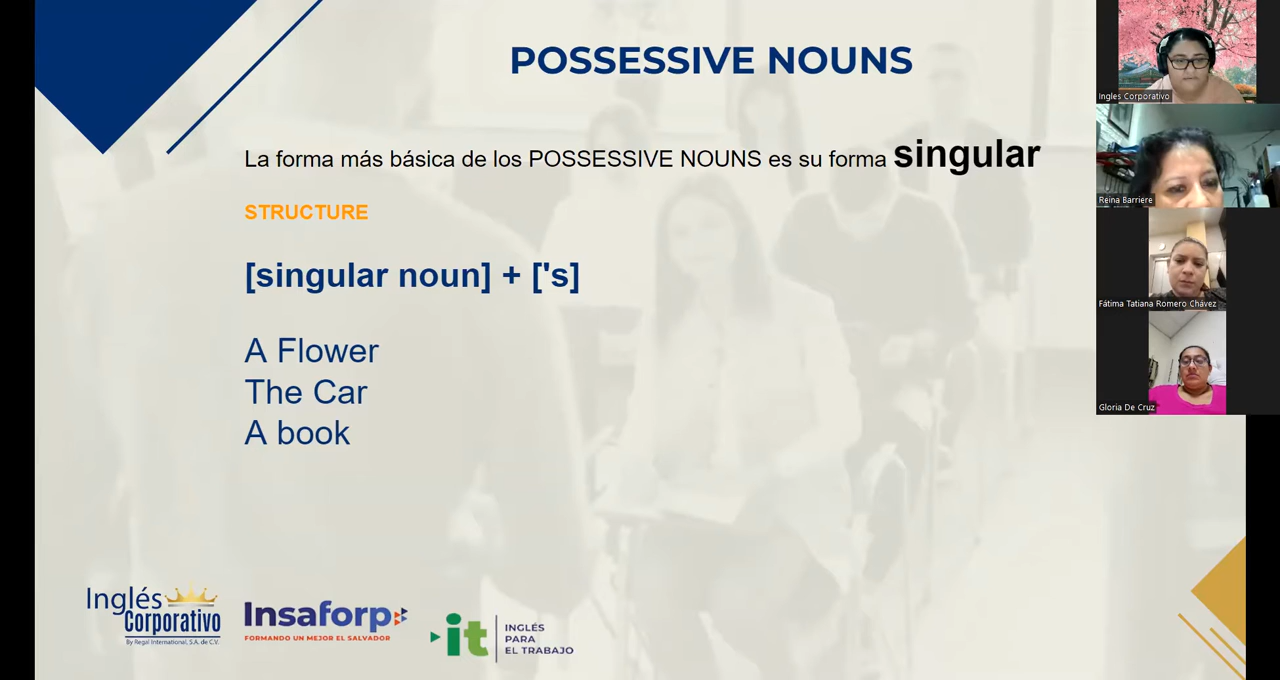 POSSESSIVE NOUNS
La forma más básica de los POSSESSIVE NOUNS es su forma singular
STRUCTURE
[singular noun] + ['s]
A Flower
The Car
A book
Inglés
Corporativo
By Regal International, S.A. de C.V.
Insaforp
FORMANDO UN MEJOR EL SALVADOR
it
INGLÉS
PARA
EL TRABAJO
Ingles Corporativo
Reina Barriere
Fátima Tatiana Romero Chávez
Gloria De Cruz